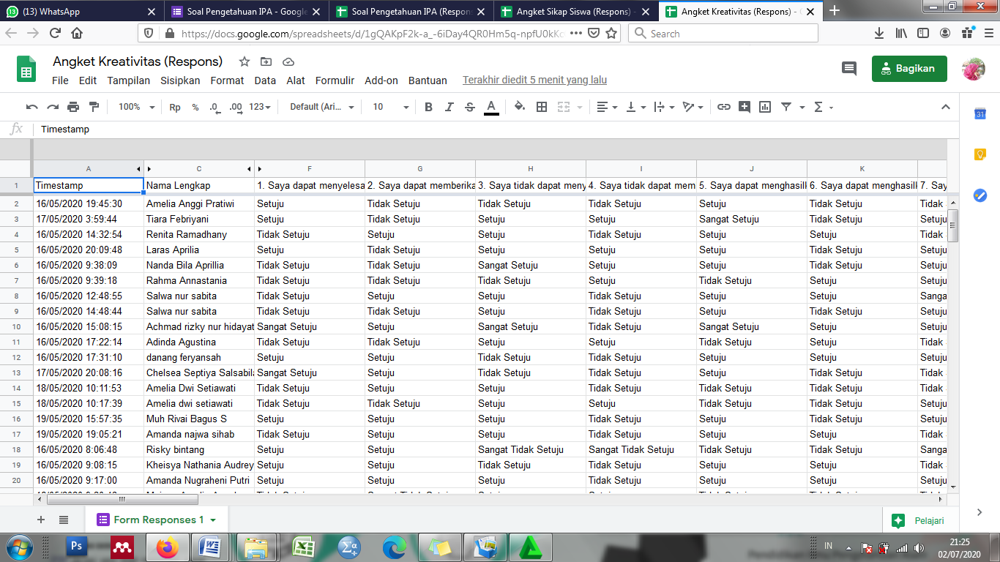 (13) WhatsApp
Soal Pengetahuan IPA - Google
Soal Pengetahuan IPA (Respon
Angket Sikap Siswa (Respons) -
Angket Kreativitas (Respons) -
https://docs.google.com/spreadsheets/d/1gQAKpF2k-a_-6iDay4QR0Hm5q-npfU0kKc
Search
Angket Kreativitas (Respons)
File Edit Tampilan Sisipkan Format Data Alat Formulir Add-on Bantuan Terakhir diedit 5 menit yang lalu
Bagikan
100% Rp % .0 .00 123 Default (Ari... 10 B I S A
31
fx Timestamp
A C F G H I J K
1 Timestamp Nama Lengkap 1. Saya dapat menyelesa 2. Saya dapat memberika 3. Saya tidak dapat meny 4. Saya tidak dapat mem 5. Saya dapat menghasilk 6. Saya dapat menghasil 7. Say
2 16/05/2020 19:45:30 Amelia Anggi Pratiwi Setuju Tidak Setuju Tidak Setuju Tidak Setuju Setuju Tidak Setuju Tidak
3 17/05/2020 3:59:44 Tiara Febriyani Setuju Tidak Setuju Setuju Setuju Sangat Setuju Tidak Setuju Setuju
4 16/05/2020 14:32:54 Renita Ramadhany Tidak Setuju Setuju Setuju Tidak Setuju Setuju Setuju Tidak
5 16/05/2020 20:09:48 Laras Aprilia Setuju Tidak Setuju Setuju Setuju Setuju Tidak Setuju Setuju
6 16/05/2020 9:38:09 Nanda Bila Aprillia Tidak Setuju Tidak Setuju Sangat Setuju Setuju Setuju Tidak Setuju Setuju
7 16/05/2020 9:39:18 Rahma Annastania Tidak Setuju Tidak Setuju Tidak Setuju Setuju Tidak Setuju Setuju Setuju
8 16/05/2020 12:48:55 Salwa nur sabita Tidak Setuju Setuju Setuju Tidak Setuju Setuju Setuju Sanga
9 16/05/2020 14:48:44 Salwa nur sabita Tidak Setuju Tidak Setuju Setuju Tidak Setuju Setuju Tidak Setuju Setuju
10 16/05/2020 15:08:15 Achmad rizky nur hidayat Sangat Setuju Setuju Sangat Setuju Tidak Setuju Sangat Setuju Setuju Setuju
11 16/05/2020 17:22:14 Adinda Agustina Tidak Setuju Tidak Setuju Setuju Setuju Tidak Setuju Setuju Tidak
12 16/05/2020 17:31:10 danang feryansah Setuju Setuju Tidak Setuju Tidak Setuju Setuju Setuju Setuju
13 17/05/2020 20:08:16 Chelsea Septiya Salsabila Sangat Setuju Setuju Tidak Setuju Tidak Setuju Setuju Tidak Setuju Tidak
14 18/05/2020 10:11:53 Amelia Dwi Setiawati Tidak Setuju Setuju Setuju Tidak Setuju Tidak Setuju Tidak Setuju Tidak
15 18/05/2020 10:17:39 Amelia dwi setiawati Tidak Setuju Tidak Setuju Setuju Setuju Tidak Setuju Tidak Setuju Setuju
16 19/05/2020 15:57:35 Muh Rivai Bagus S Setuju Setuju Setuju Tidak Setuju Setuju Tidak Setuju Setuju
17 19/05/2020 19:05:21 Amanda najwa sihab Tidak Setuju Setuju Setuju Tidak Setuju Setuju Setuju Tidak
18 16/05/2020 8:06:48 Risky bintang Setuju Setuju Sangat Tidak Setuju Sangat Tidak Setuju Tidak Setuju Tidak Setuju Sanga
19 16/05/2020 9:08:15 Kheisya Nathania Audrey Setuju Setuju Tidak Setuju Tidak Setuju Setuju Setuju Tidak
20 16/05/2020 9:17:00 Amanda Nugraheni Putri Setuju Setuju Setuju Tidak Setuju Setuju Setuju Setuju
Form Responses 1
Pelajari
Ps
IN
21:25
02/07/2020